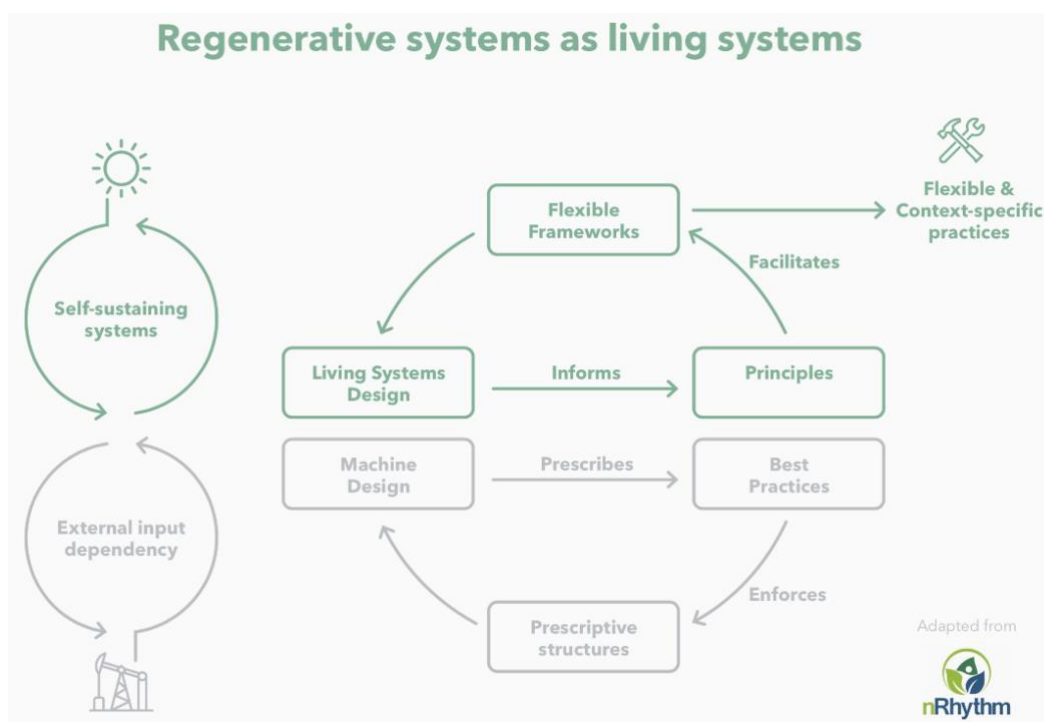 Regenerative systems as living systems
Flexible &
Context-specific
practices
Flexible
Frameworks
Facilitates
Self-sustaining
systems
Living Systems
Design
Informs
Principles
Machine
Design
Prescribes
Best
Practices
External input
dependency
Enforces
Prescriptive
structures
Adapted from
nRhythm